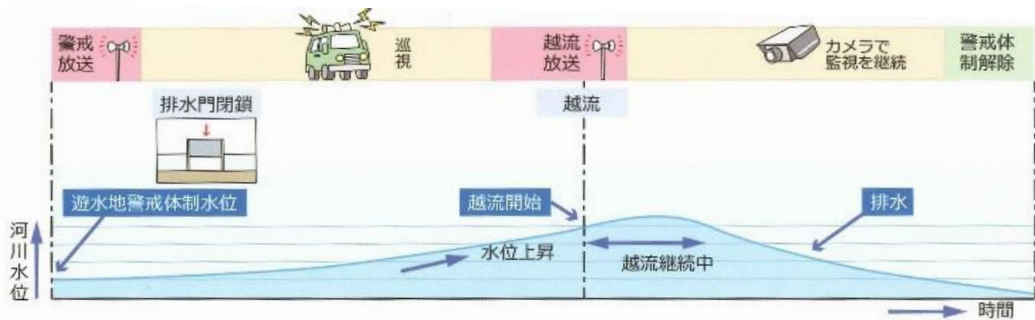 警戒
放送
巡
視
越流
放送
カメラで
監視を継続
警戒体
制解除
排水門閉鎖
越流
遊水地警戒体制水位
越流開始
排水
河川水位
水位上昇
越流継続中
時間